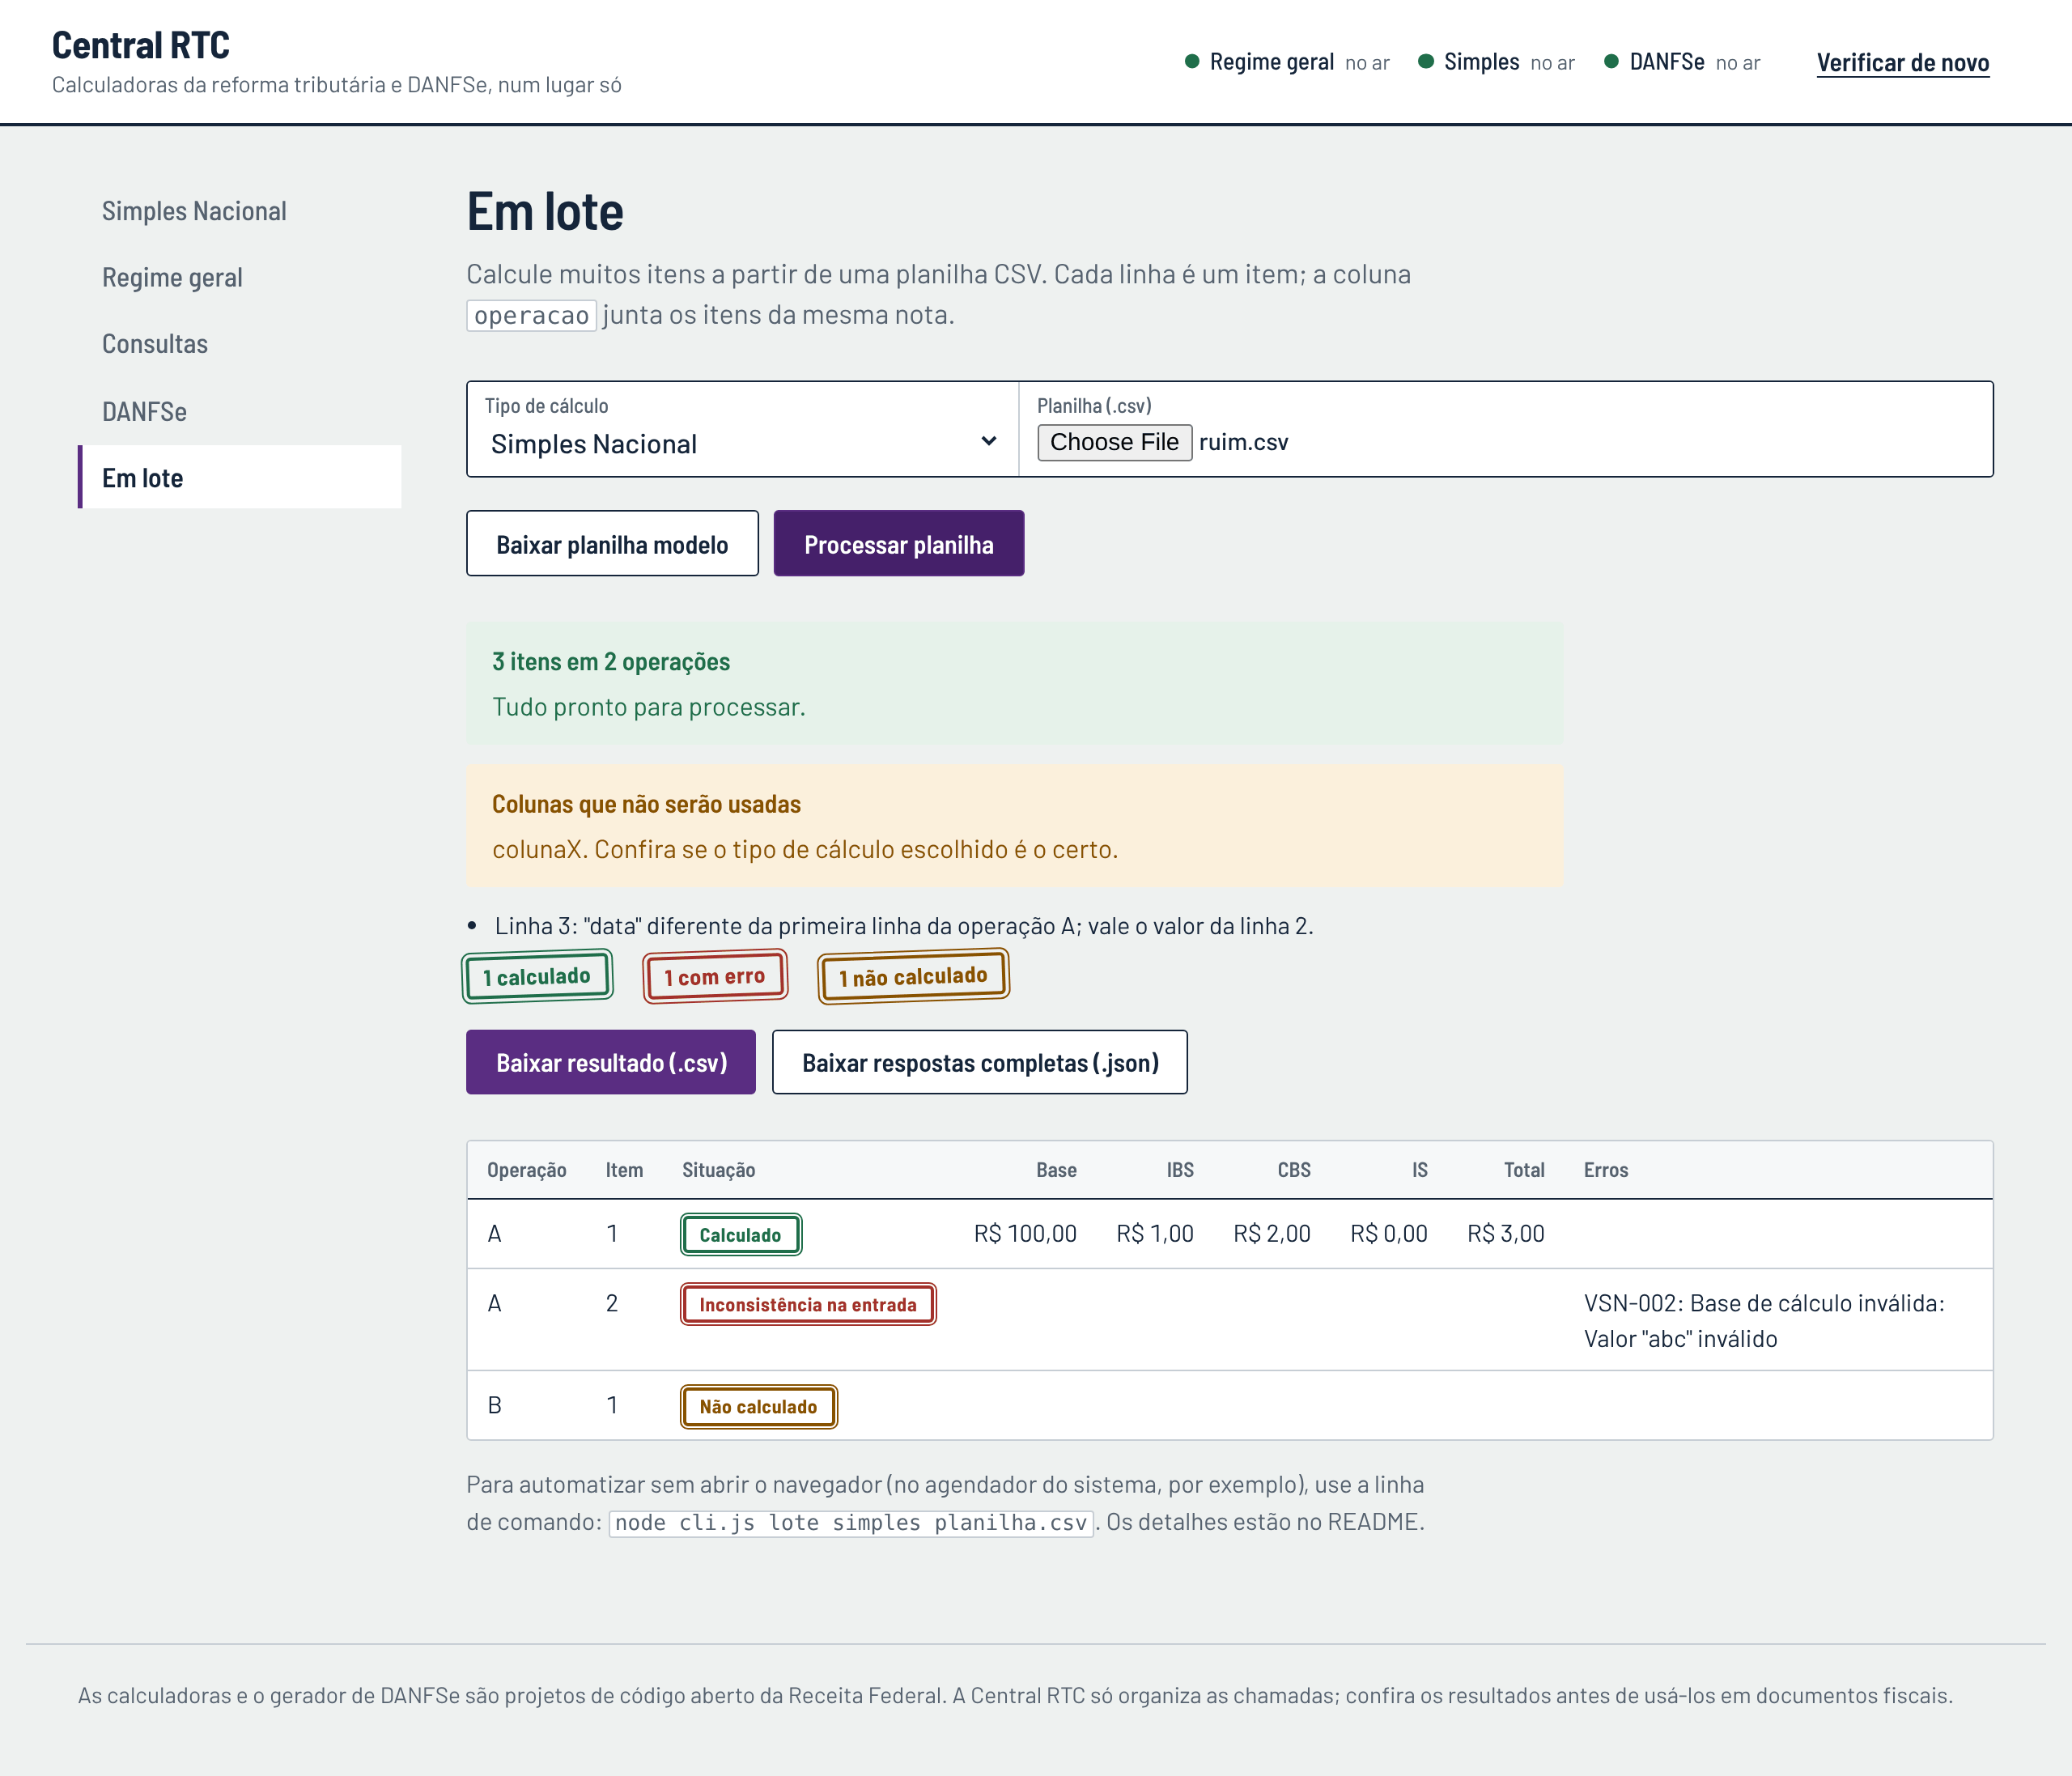 Central RTC
Calculadoras da reforma tributária e DANFSe, num lugar só
Regime geral no ar Simples no ar DANFSe no ar Verificar de novo
Simples Nacional
Regime geral
Consultas
DANFSe
Em lote
Em lote
Calcule muitos itens a partir de uma planilha CSV. Cada linha é um item; a coluna
operacao junta os itens da mesma nota.
Tipo de cálculo
Simples Nacional
Planilha (.csv)
Choose File ruim.csv
Baixar planilha modelo Processar planilha
3 itens em 2 operações
Tudo pronto para processar.
Colunas que não serão usadas
colunaX. Confira se o tipo de cálculo escolhido é o certo.
• Linha 3: "data" diferente da primeira linha da operação A; vale o valor da linha 2.
1 calculado 1 com erro 1 não calculado
Baixar resultado (.csv) Baixar respostas completas (.json)
Operação Item Situação Base IBS CBS IS Total Erros
A 1 Calculado R$ 100,00 R$ 1,00 R$ 2,00 R$ 0,00 R$ 3,00
A 2 Inconsistência na entrada VSN-002: Base de cálculo inválida:
Valor "abc" inválido
B 1 Não calculado
Para automatizar sem abrir o navegador (no agendador do sistema, por exemplo), use a linha
de comando: node cli.js lote simples planilha.csv. Os detalhes estão no README.
As calculadoras e o gerador de DANFSe são projetos de código aberto da Receita Federal. A Central RTC só organiza as chamadas; confira os resultados antes de usá-los em documentos fiscais.